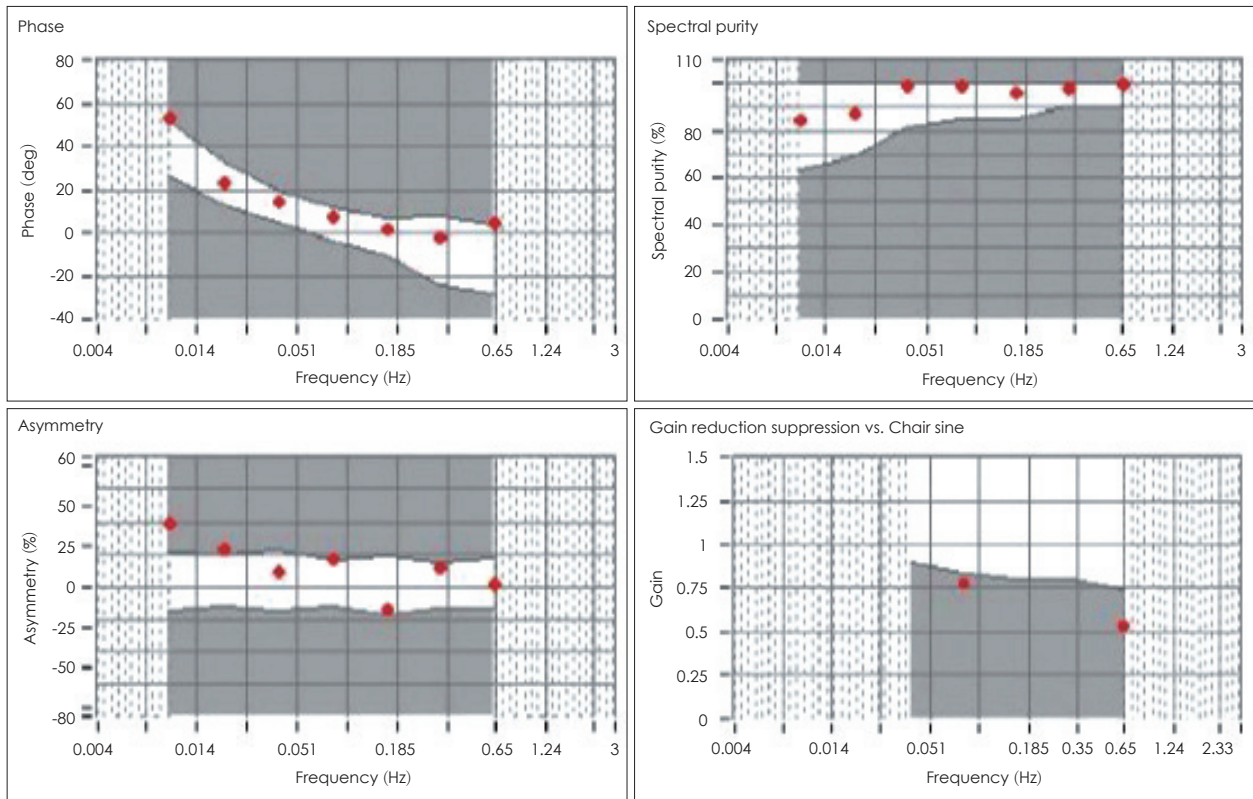 Phase
80
60
40
20
0
-20
-40
Phase (deg)
0.004 0.014 0.051 0.185 0.65 1.24 3
Frequency (Hz)
Spectral purity
110
80
60
40
20
0
Spectral purity (%)
0.004 0.014 0.051 0.185 0.65 1.24 3
Frequency (Hz)
Asymmetry
60
50
25
0
-25
-50
-80
Asymmetry (%)
0.004 0.014 0.051 0.185 0.65 1.24 3
Frequency (Hz)
Gain reduction suppression vs. Chair sine
1.5
1.25
1
0.75
0.5
0.25
0
Gain
0.004 0.014 0.051 0.185 0.35 0.65 1.24 2.33
Frequency (Hz)